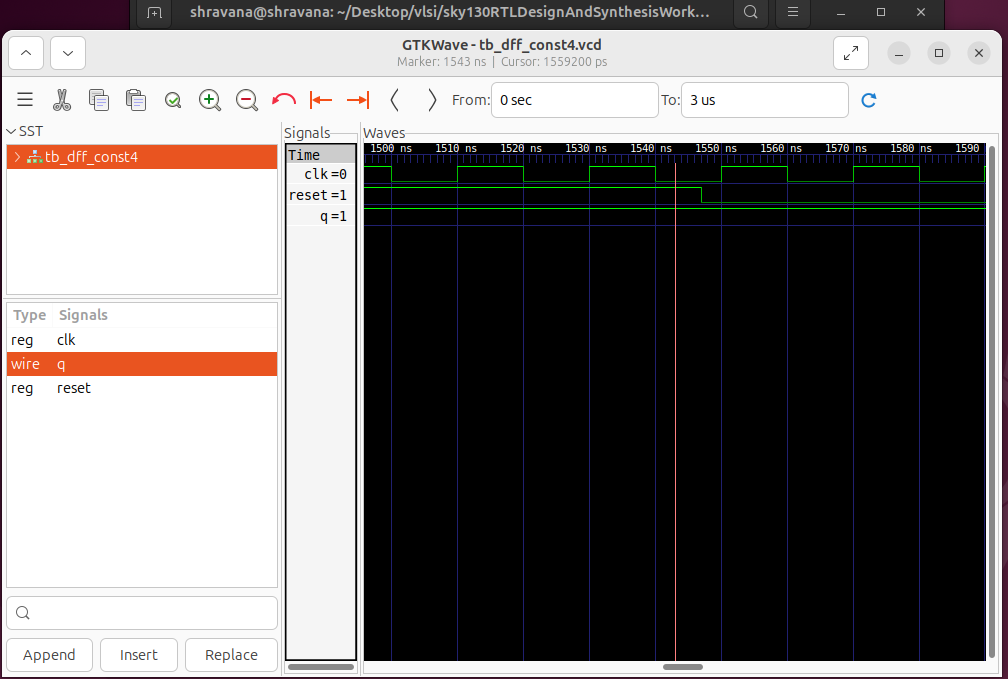 shravana@shravana: ~/Desktop/vlsi/sky130RTLDesignAndSynthesisWork...
GTKWave - tb_dff_const4.vcd
Marker: 1543 ns | Cursor: 1559200 ps
From: 0 sec To: 3 us
SST
tb_dff_const4
Type Signals
reg clk
wire q
reg reset
Append Insert Replace
Signals
Time
clk=0
reset=1
q=1
Waves
1500 ns 1510 ns 1520 ns 1530 ns 1540 ns 1550 ns 1560 ns 1570 ns 1580 ns 1590